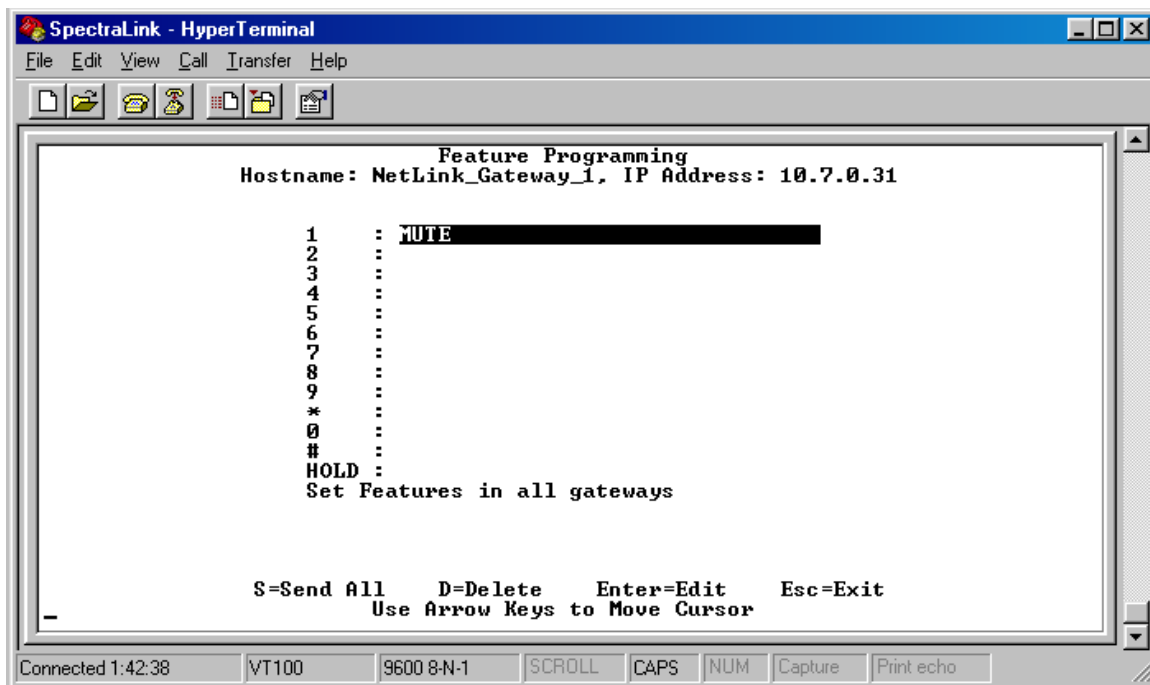 SpectraLink - HyperTerminal
File Edit View Call Transfer Help
Feature Programming
Hostname: NetLink_Gateway_1, IP Address: 10.7.0.31
1 : MUTE
2 :
3 :
4 :
5 :
6 :
7 :
8 :
9 :
* :
0 :
# :
HOLD :
Set Features in all gateways
S=Send All D=Delete Enter=Edit Esc=Exit
Use Arrow Keys to Move Cursor
Connected 1:42:38 VT100 9600 8-N-1 SCROLL CAPS NUM Capture Print echo